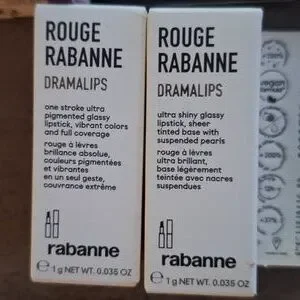 ROUGE
RABANNE
DRAMALIPS
one stroke ultra
pigmented glassy
lipstick, vibrant colors
and full coverage
rouge à lèvres
brillance absolue,
couleurs pigmentées
et vibrantes
en un seul geste,
couvrance extrême
rabanne
℮ 1 g NET WT. 0.035 OZ
ROUGE
RABANNE
DRAMALIPS
ultra shiny glassy
lipstick, sheer
tinted base with
suspended pearls
rouge à lèvres
ultra brillant,
base légèrement
teintée avec nacres
suspendues
rabanne
℮ 1 g NET WT. 0.035 OZ
vegan